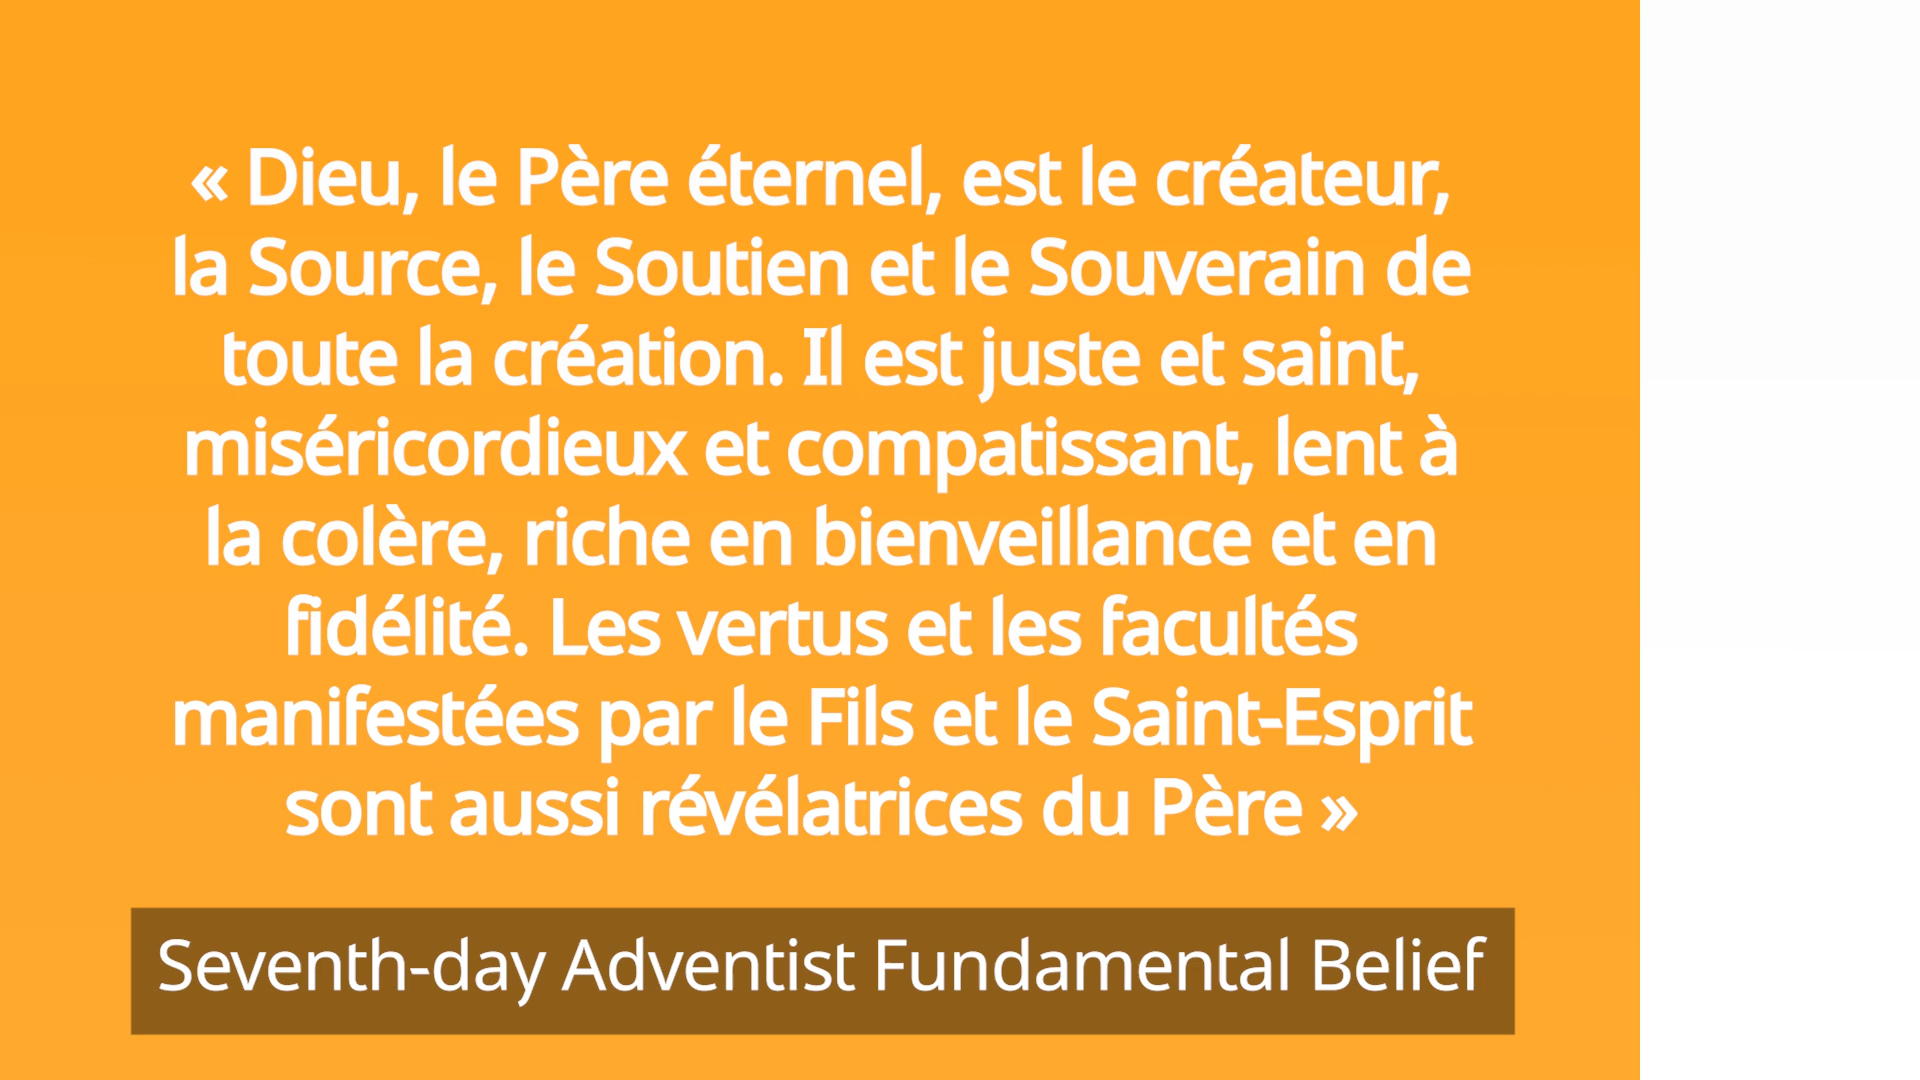 « Dieu, le Père éternel, est le créateur,
la Source, le Soutien et le Souverain de
toute la création. Il est juste et saint,
miséricordieux et compatissant, lent à
la colère, riche en bienveillance et en
fidélité. Les vertus et les facultés
manifestées par le Fils et le Saint-Esprit
sont aussi révélatrices du Père »
Seventh-day Adventist Fundamental Belief